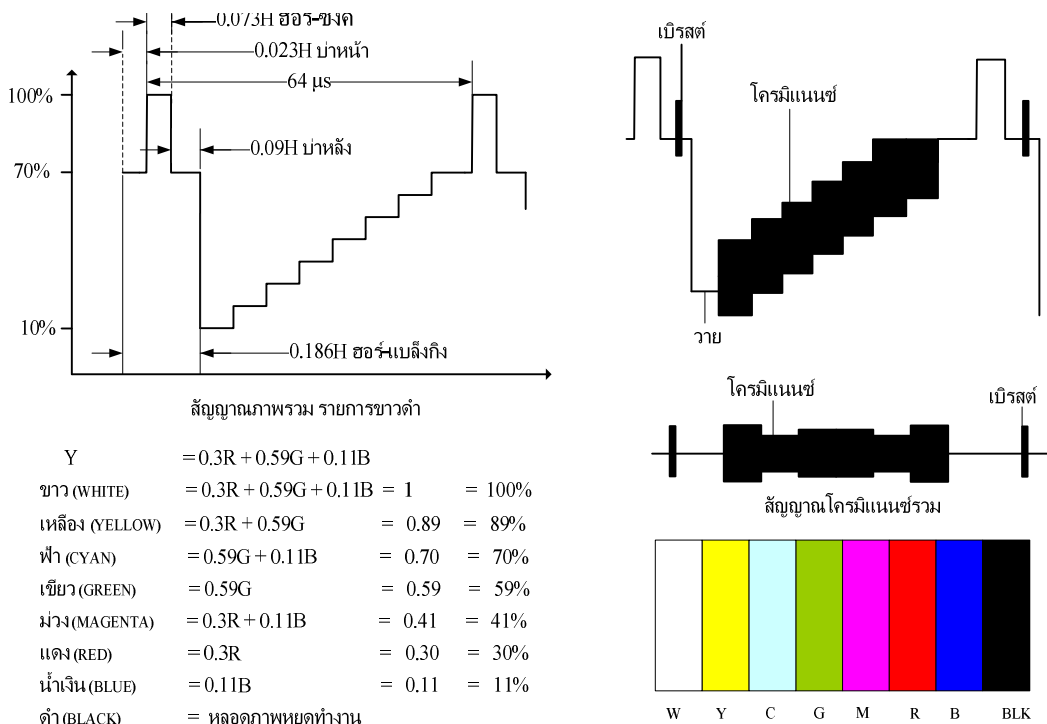 0.073H ฮอร์-ซิงค์
0.023H บ่าหน้า
64 μs
100%
0.09H บ่าหลัง
70%
10%
0.186H ฮอร์-แบล็งกิง
สัญญาณภาพรวม รายการขาวดำ
Y = 0.3R + 0.59G + 0.11B
ขาว (WHITE) = 0.3R + 0.59G + 0.11B = 1 = 100%
เหลือง (YELLOW) = 0.3R + 0.59G = 0.89 = 89%
ฟ้า (CYAN) = 0.59G + 0.11B = 0.70 = 70%
เขียว (GREEN) = 0.59G = 0.59 = 59%
ม่วง (MAGENTA) = 0.3R + 0.11B = 0.41 = 41%
แดง (RED) = 0.3R = 0.30 = 30%
น้ำเงิน (BLUE) = 0.11B = 0.11 = 11%
ดำ (BLACK) = หลอดภาพหยุดทำงาน
เบิรสต์
โครมิแนนซ์
วาย
โครมิแนนซ์
เบิรสต์
สัญญาณโครมิแนนซ์รวม
W Y C G M R B BLK